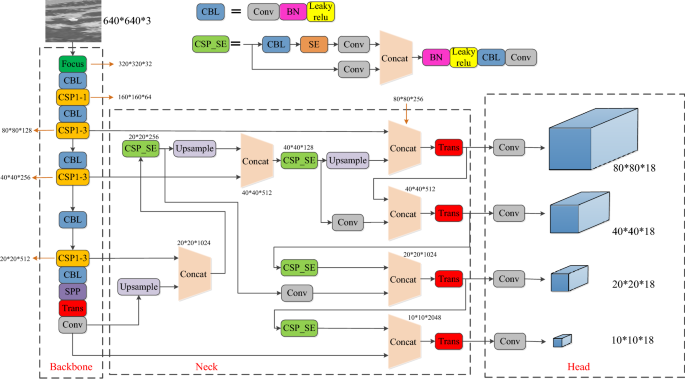 640*640*3
CBL
=
Conv
BN
Leaky
relu
CSP_SE
=
CBL
SE
Conv
Conv
Concat
BN
Leaky
relu
CBL
Conv
Focus
320*320*32
CBL
CSP1-1
160*160*64
CBL
80*80*128
CSP1-3
CBL
40*40*256
CSP1-3
CBL
20*20*512
CSP1-3
CBL
SPP
Trans
Conv
Backbone
20*20*256
CSP_SE
Upsample
Concat
40*40*512
40*40*128
CSP_SE
Upsample
80*80*256
Concat
Trans
40*40*512
Conv
Concat
Trans
20*20*1024
Upsample
Concat
CSP_SE
20*20*1024
Conv
Concat
Trans
CSP_SE
10*10*2048
Concat
Trans
Neck
Conv
80*80*18
Conv
40*40*18
Conv
20*20*18
Conv
10*10*18
Head